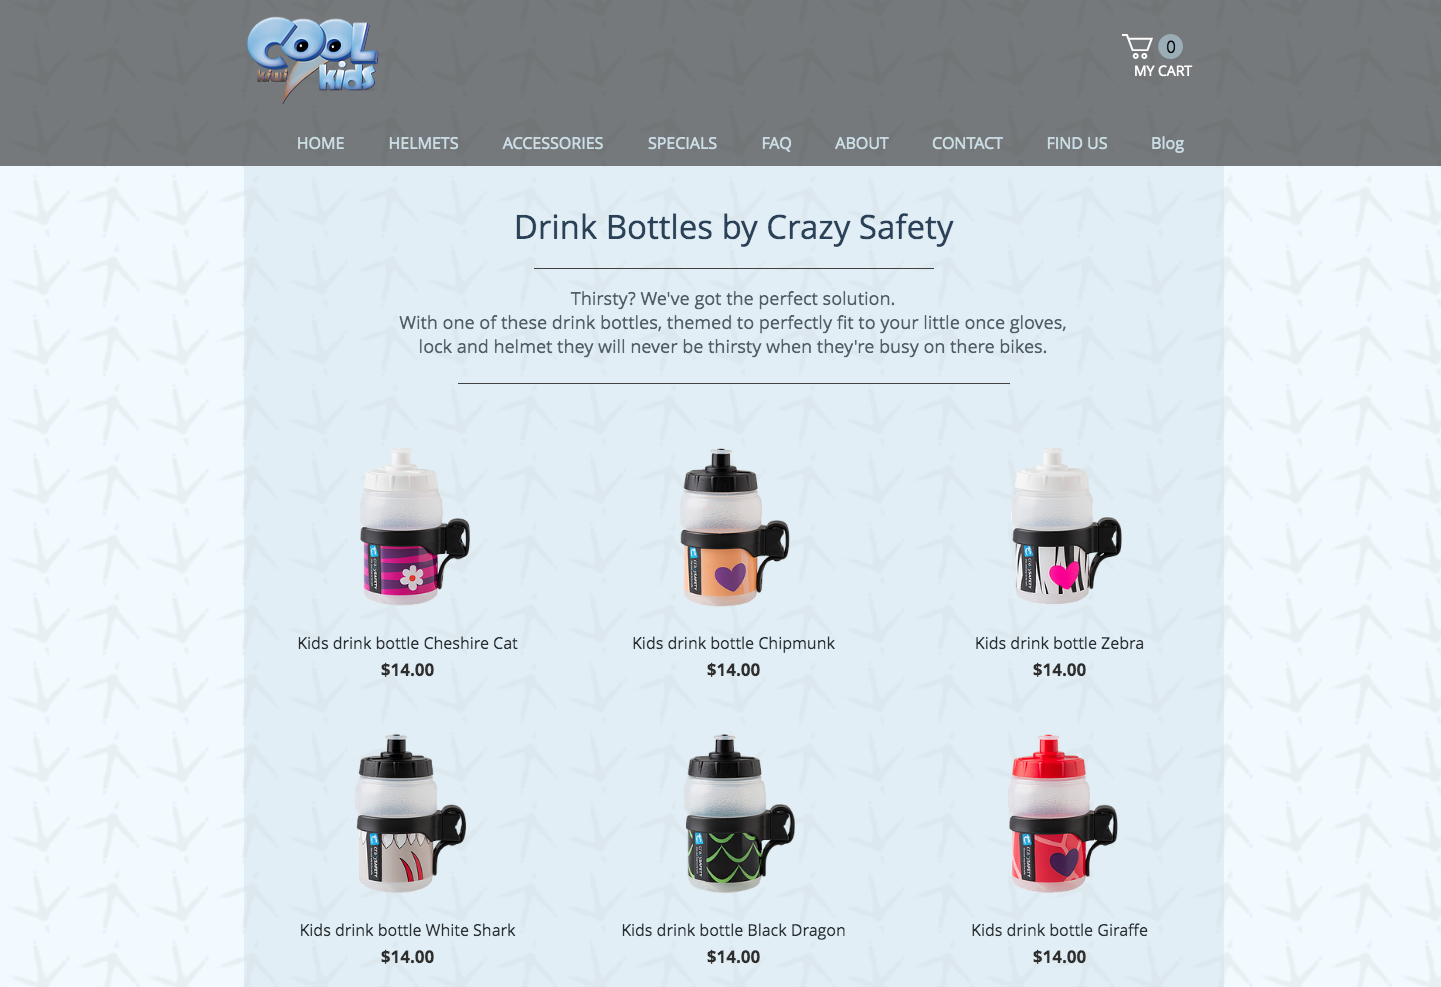 COOL
kiwi
kids
0
MY CART
HOME HELMETS ACCESSORIES SPECIALS FAQ ABOUT CONTACT FIND US Blog
Drink Bottles by Crazy Safety
Thirsty? We've got the perfect solution.
With one of these drink bottles, themed to perfectly fit to your little once gloves,
lock and helmet they will never be thirsty when they're busy on there bikes.
Kids drink bottle Cheshire Cat
$14.00
Kids drink bottle Chipmunk
$14.00
Kids drink bottle Zebra
$14.00
Kids drink bottle White Shark
$14.00
Kids drink bottle Black Dragon
$14.00
Kids drink bottle Giraffe
$14.00